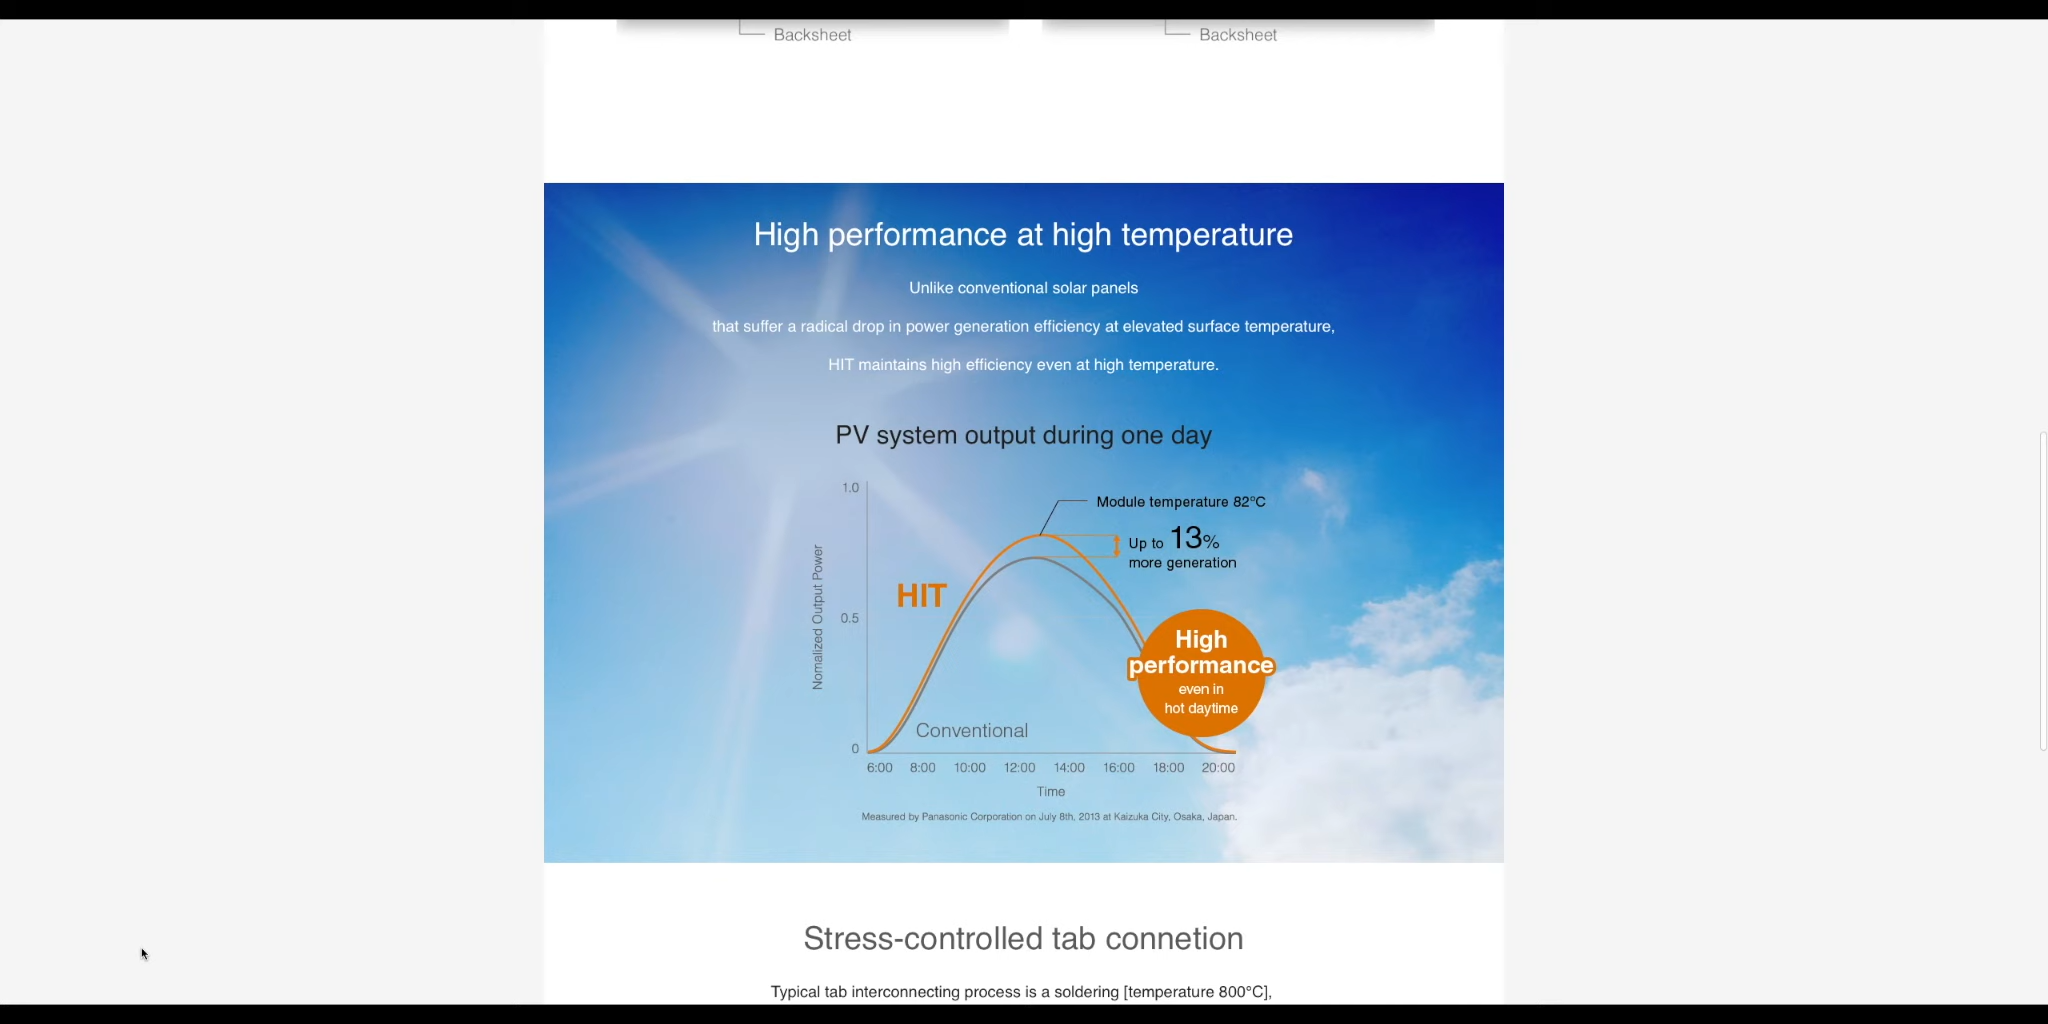 Backsheet
Backsheet
High performance at high temperature
Unlike conventional solar panels
that suffer a radical drop in power generation efficiency at elevated surface temperature,
HIT maintains high efficiency even at high temperature.
PV system output during one day
1.0
Module temperature 82°C
Up to 13%
more generation
HIT
Normalized Output Power
0.5
High
performance
even in
hot daytime
Conventional
0
6:00 8:00 10:00 12:00 14:00 16:00 18:00 20:00
Time
Measured by Panasonic Corporation on July 8th, 2013 at Kaizuka City, Osaka, Japan.
Stress-controlled tab connetion
Typical tab interconnecting process is a soldering [temperature 800°C],